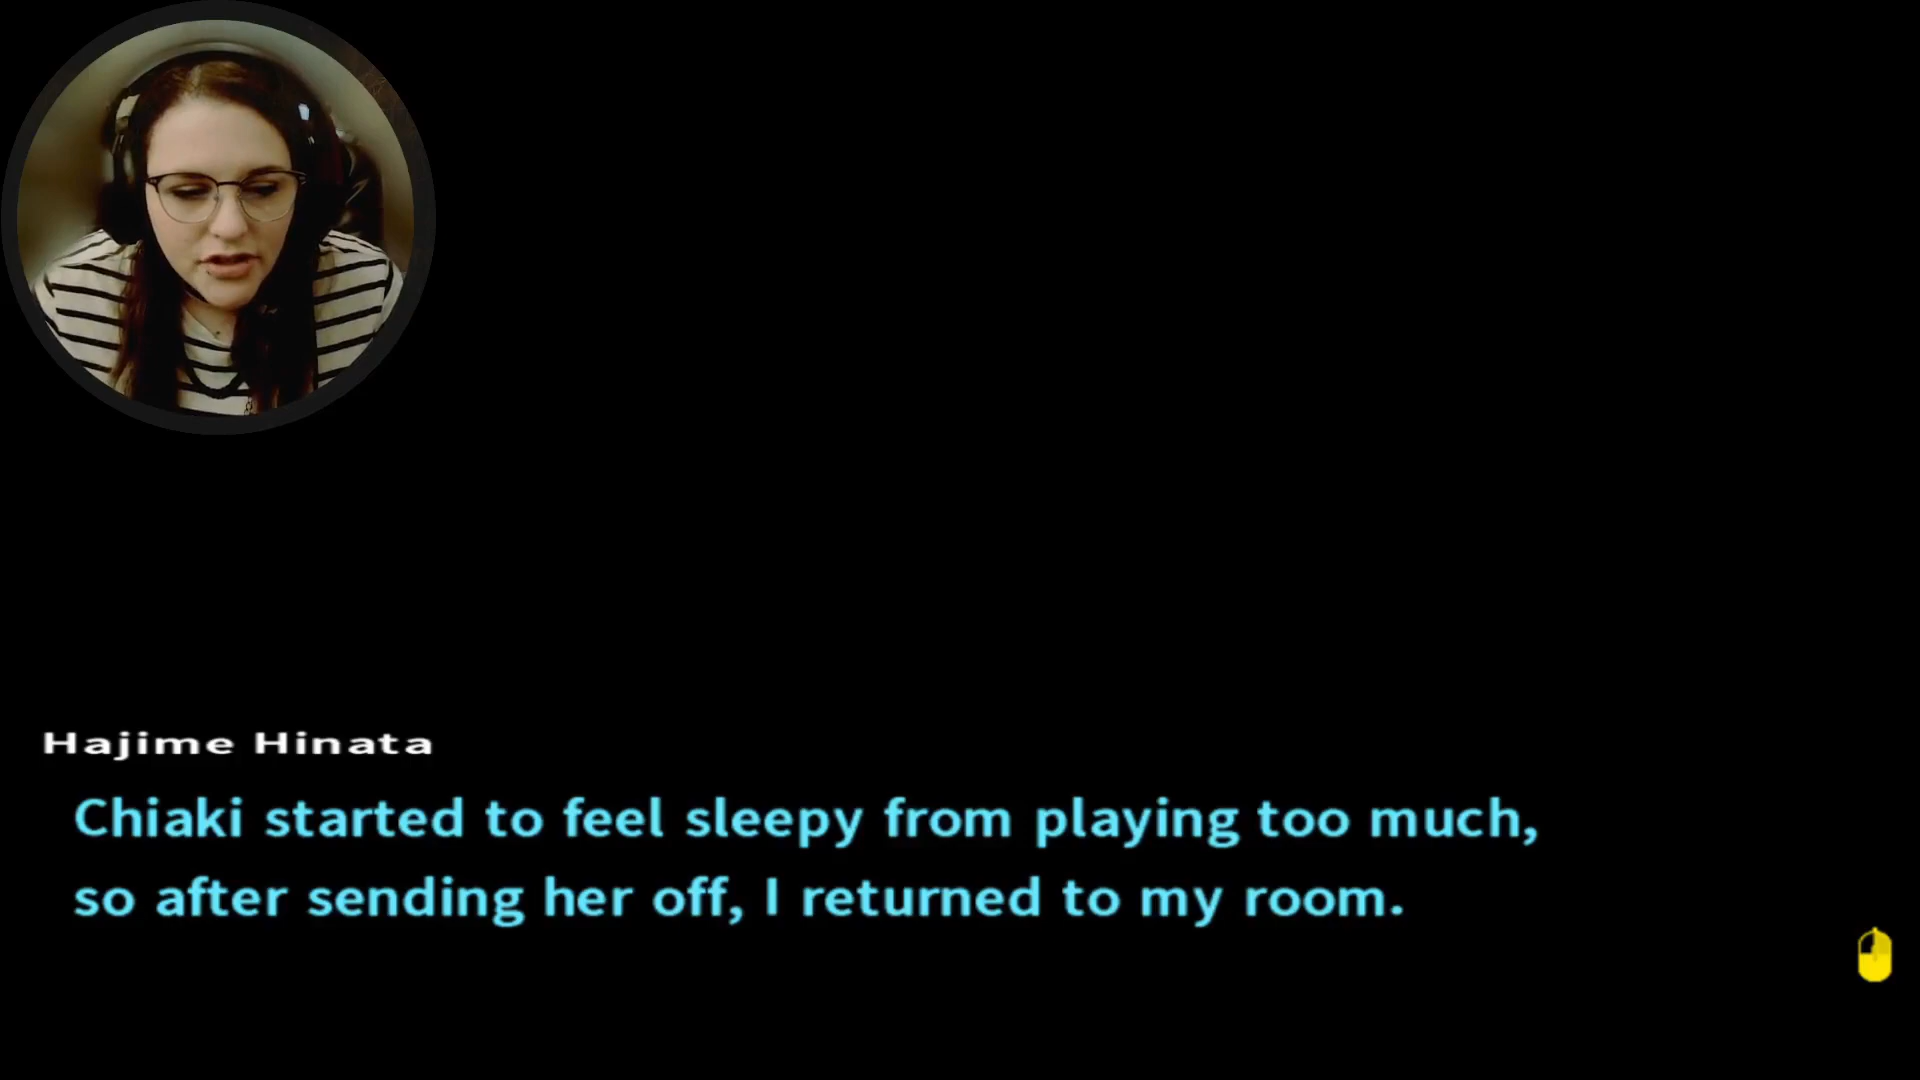 Hajime Hinata
Chiaki started to feel sleepy from playing too much,
so after sending her off, I returned to my room.